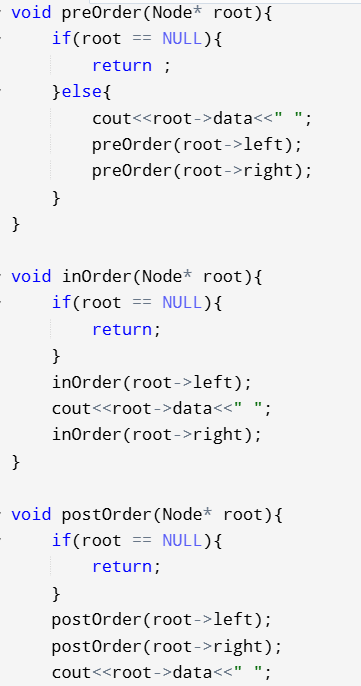 void preOrder(Node* root){
    if(root == NULL){
        return ;
    }else{
        cout<<root->data<<" ";
        preOrder(root->left);
        preOrder(root->right);
    }
}

void inOrder(Node* root){
    if(root == NULL){
        return;
    }
    inOrder(root->left);
    cout<<root->data<<" ";
    inOrder(root->right);
}

void postOrder(Node* root){
    if(root == NULL){
        return;
    }
    postOrder(root->left);
    postOrder(root->right);
    cout<<root->data<<" ";